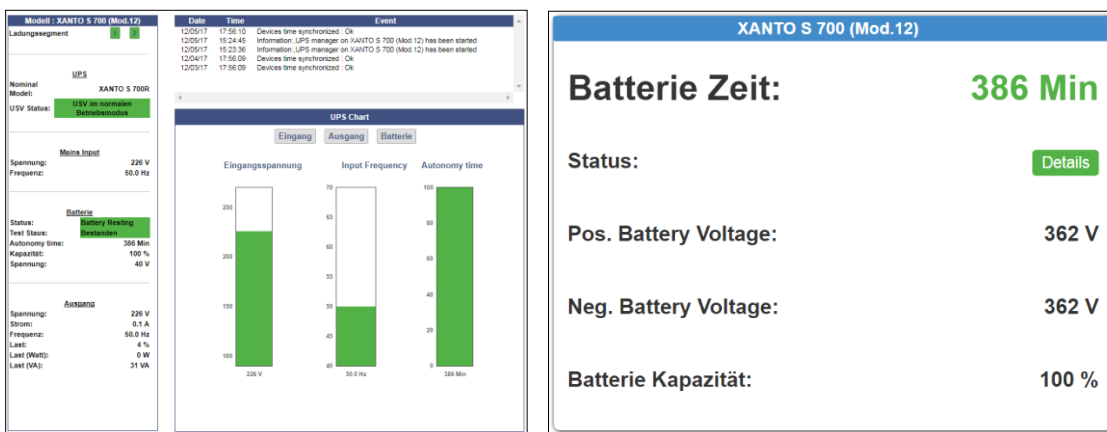 Modell : XANTO S 700 (Mod.12)
Ladungssegment 1 2
UPS
Nominal Model: XANTO S 700R
USV Status: USV im normalen Betriebsmodus
Mains Input
Spannung: 226 V
Frequenz: 50.0 Hz
Batterie
Status: Battery Resting
Test Staus: Bestanden
Autonomy time: 386 Min
Kapazität: 100 %
Spannung: 40 V
Ausgang
Spannung: 226 V
Strom: 0.1 A
Frequenz: 50.0 Hz
Last: 4 %
Last (Watt): 0 W
Last (VA): 31 VA
Date Time Event
12/05/17 17:56:10 Devices time synchronized : Ok
12/05/17 15:24:45 Information:,UPS manager on XANTO S 700 (Mod.12) has been started
12/05/17 15:23:36 Information:,UPS manager on XANTO S 700 (Mod.12) has been started
12/04/17 17:56:09 Devices time synchronized : Ok
12/03/17 17:56:09 Devices time synchronized : Ok
UPS Chart
Eingang Ausgang Batterie
Eingangsspannung Input Frequency Autonomy time
250
200
150
100
226 V
70
65
60
55
50
45
40
50.0 Hz
100
80
60
40
20
0
386 Min
XANTO S 700 (Mod.12)
Batterie Zeit: 386 Min
Status: Details
Pos. Battery Voltage: 362 V
Neg. Battery Voltage: 362 V
Batterie Kapazität: 100 %